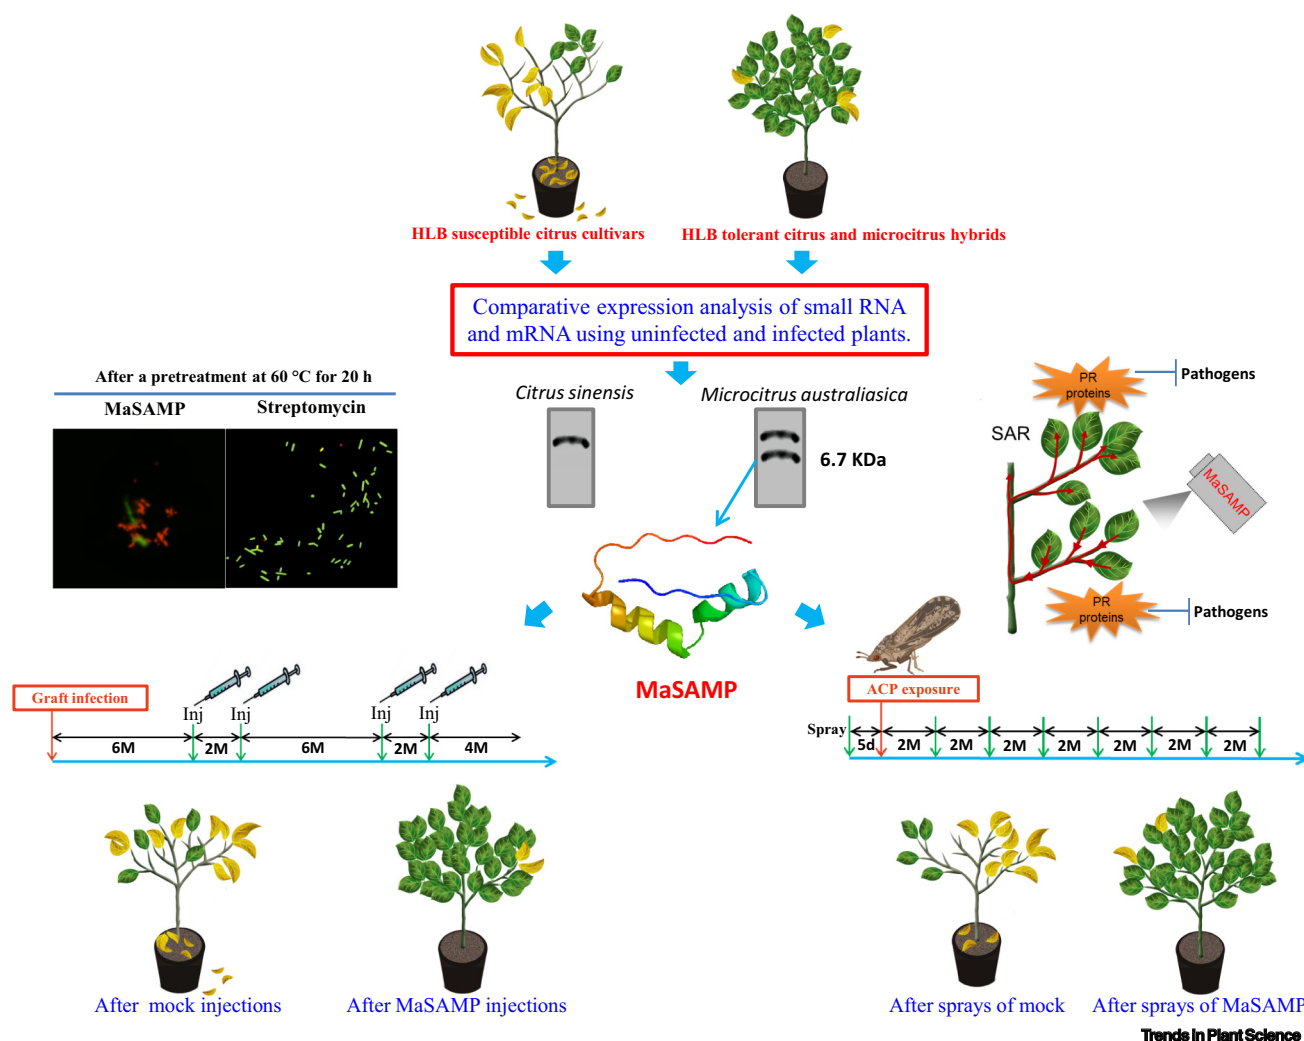 HLB susceptible citrus cultivars
HLB tolerant citrus and microcitrus hybrids
Comparative expression analysis of small RNA
and mRNA using uninfected and infected plants.
After a pretreatment at 60 °C for 20 h
MaSAMP
Streptomycin
Citrus sinensis
Microcitrus australiasica
6.7 KDa
MaSAMP
PR
proteins
Pathogens
SAR
MaSAMP
PR
proteins
Pathogens
Graft infection
Inj
Inj
Inj
Inj
6M
2M
6M
2M
4M
ACP exposure
Spray
5d
2M
2M
2M
2M
2M
2M
2M
After mock injections
After MaSAMP injections
After sprays of mock
After sprays of MaSAMP
Trends in Plant Science